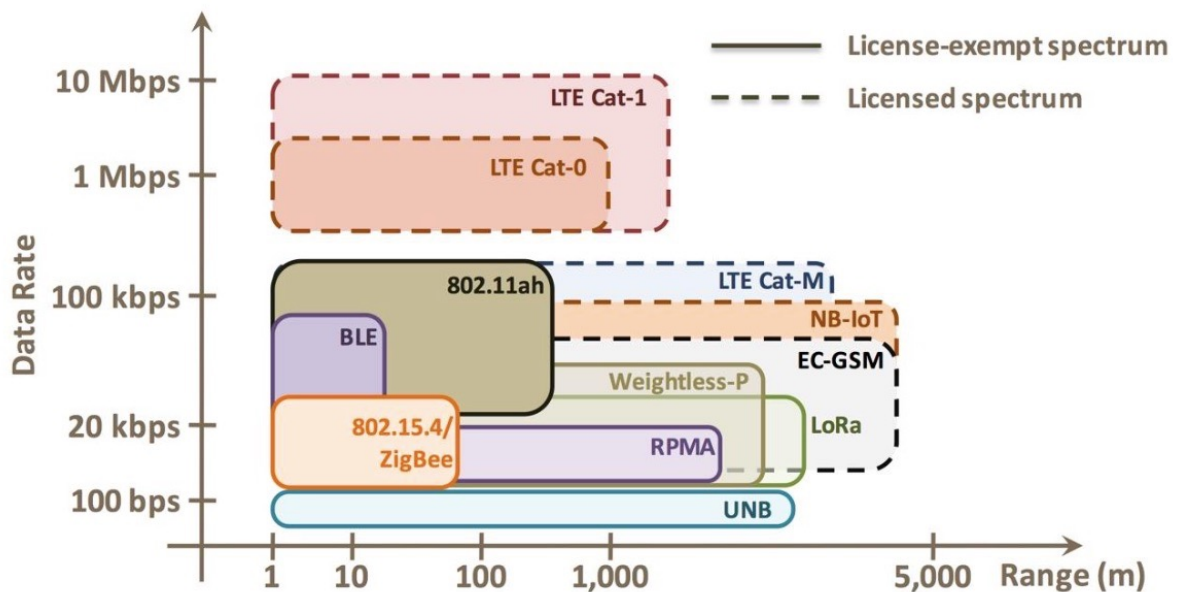 License-exempt spectrum
Licensed spectrum
10 Mbps
1 Mbps
100 kbps
20 kbps
100 bps
Data Rate
LTE Cat-1
LTE Cat-0
LTE Cat-M
802.11ah
NB-IoT
BLE
EC-GSM
Weightless-P
802.15.4/
ZigBee
LoRa
RPMA
UNB
1
10
100
1,000
5,000
Range (m)